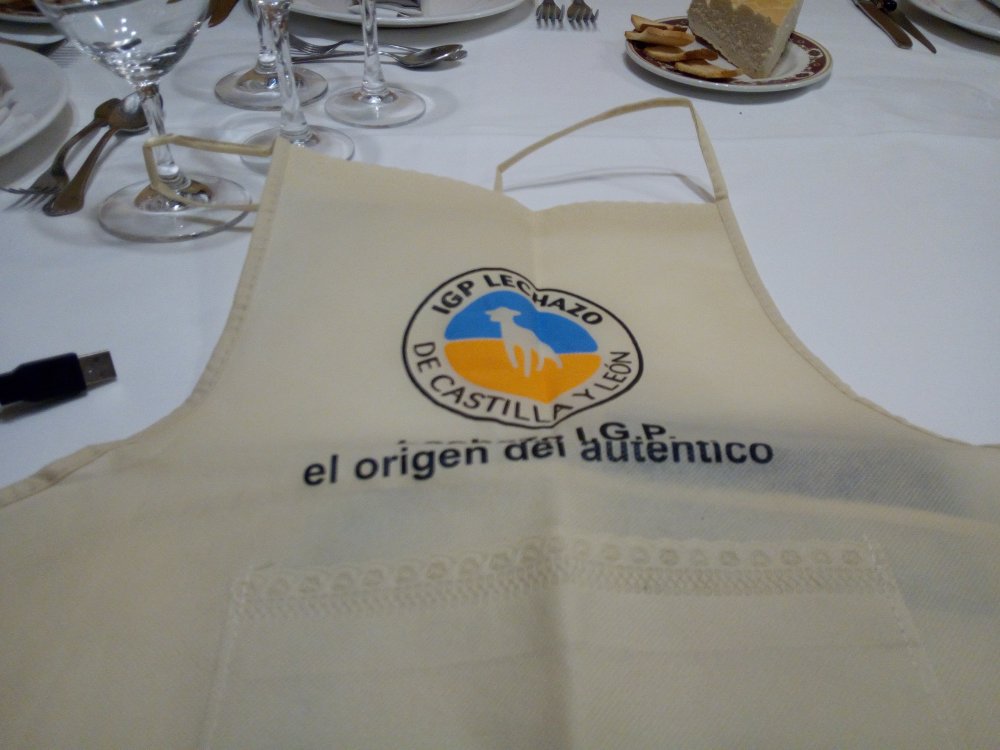 IGP LECHAZO
DE CASTILLA Y LEÓN
I.G.P.
el origen del auténtico